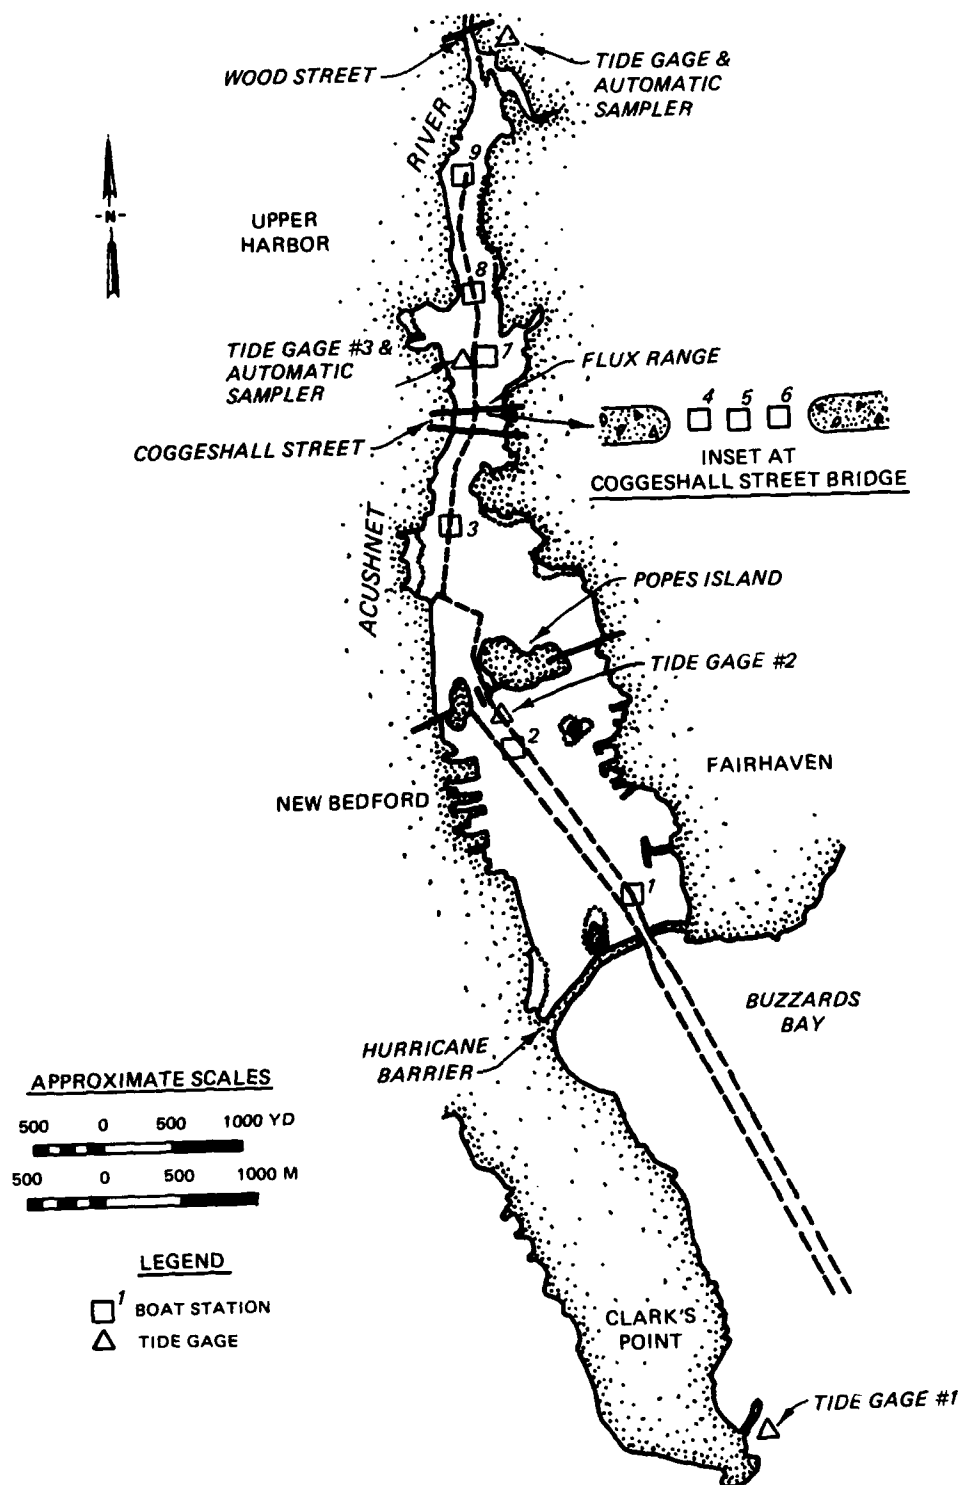 WOOD STREET
TIDE GAGE &
AUTOMATIC
SAMPLER
RIVER
9
-N-
UPPER
HARBOR
8
TIDE GAGE #3 &
AUTOMATIC
SAMPLER
7
FLUX RANGE
4 5 6
COGGESHALL STREET
INSET AT
COGGESHALL STREET BRIDGE
3
ACUSHNET
POPES ISLAND
TIDE GAGE #2
2
FAIRHAVEN
NEW BEDFORD
1
BUZZARDS
BAY
HURRICANE
BARRIER
APPROXIMATE SCALES
500 0 500 1000 YD
500 0 500 1000 M
LEGEND
1 BOAT STATION
TIDE GAGE
CLARK'S
POINT
TIDE GAGE #1